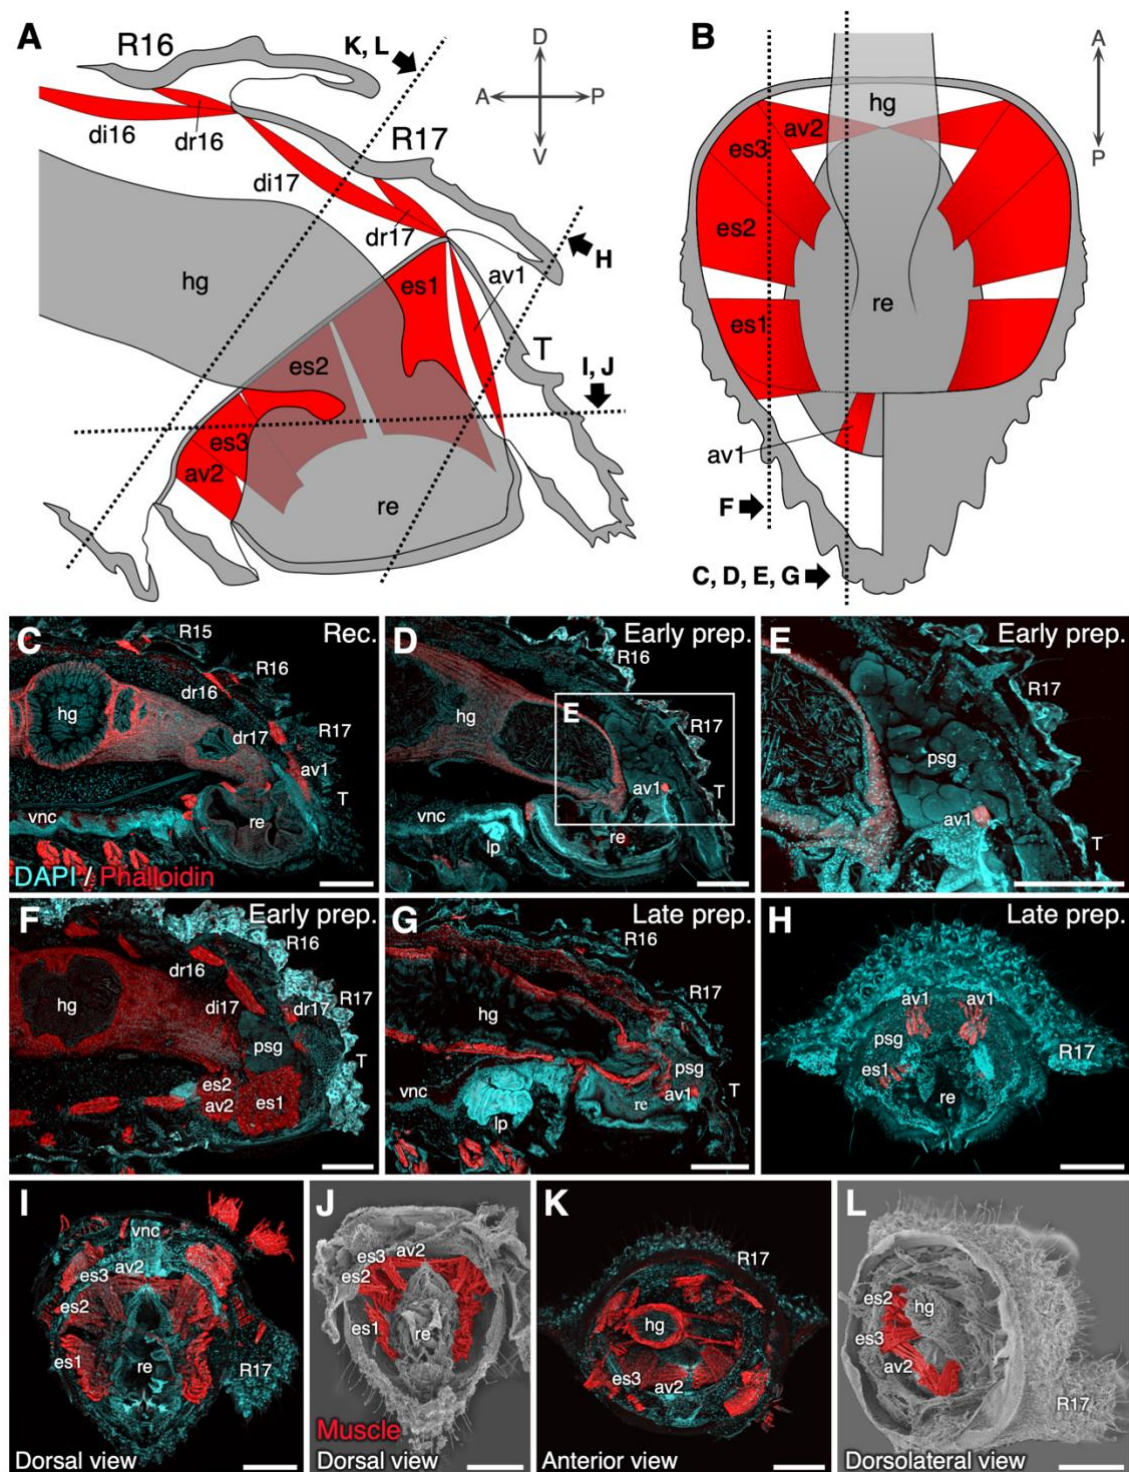 A
R16
K, L
D
A
P
V
di16
dr16
R17
di17
dr17
H
hg
es1
av1
es2
T
I, J
es3
av2
re
B
A
P
hg
av2
es3
es2
re
es1
av1
F
C, D, E, G
C
Rec.
R15
R16
dr16
hg
dr17
R17
av1
T
vnc
re
DAPI / Phalloidin
D
Early prep.
R16
hg
E
R17
av1
T
vnc
lp
re
E
Early prep.
R17
psg
av1
T
F
Early prep.
R16
dr16
hg
di17
dr17
R17
psg
T
es2
av2
es1
G
Late prep.
R16
hg
R17
psg
T
vnc
av1
re
lp
H
Late prep.
av1
av1
psg
es1
R17
re
I
vnc
av2
es3
es2
es1
re
R17
Dorsal view
J
av2
es3
es2
es1
re
Muscle
Dorsal view
K
R17
hg
es3
av2
Anterior view
L
es2
hg
es3
av2
R17
Dorsolateral view